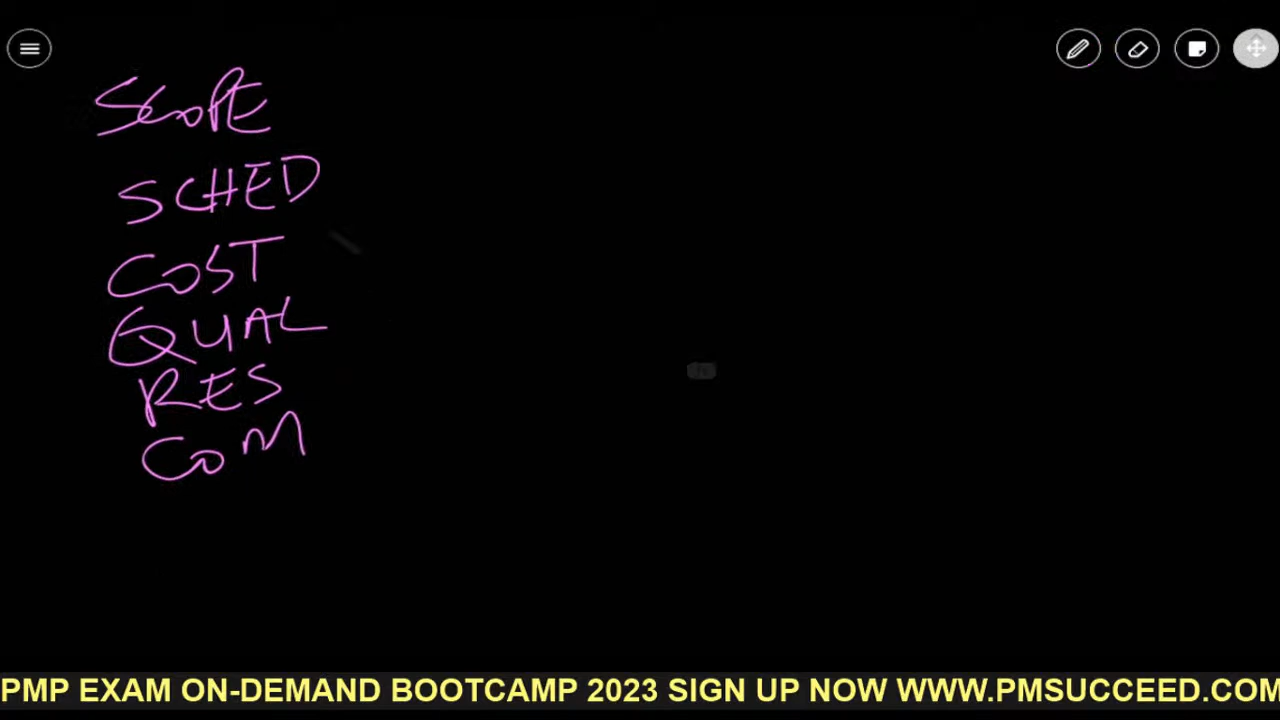 SCOPE
SCHED
COST
QUAL
RES
COM
PMP EXAM ON-DEMAND BOOTCAMP 2023 SIGN UP NOW WWW.PMSUCCEED.COM